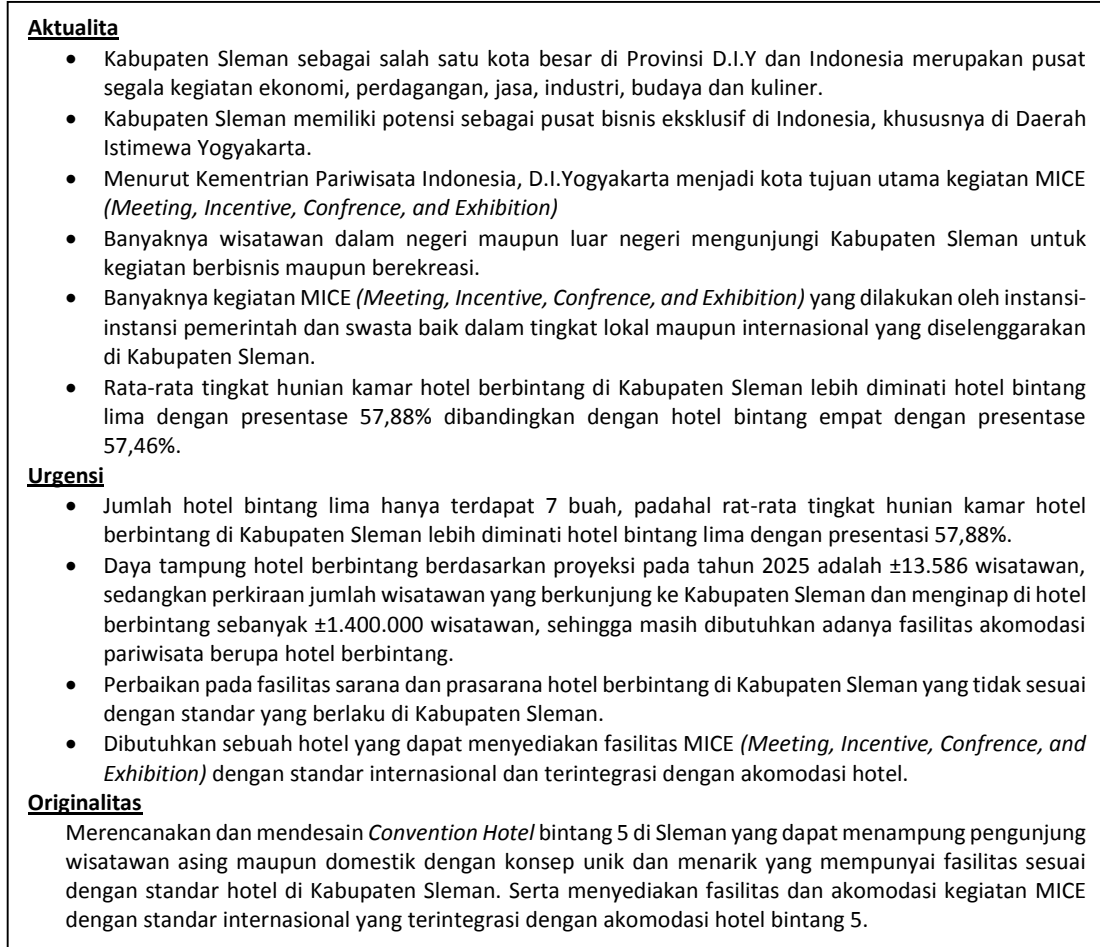 Aktualita
• Kabupaten Sleman sebagai salah satu kota besar di Provinsi D.I.Y dan Indonesia merupakan pusat
segala kegiatan ekonomi, perdagangan, jasa, industri, budaya dan kuliner.
• Kabupaten Sleman memiliki potensi sebagai pusat bisnis eksklusif di Indonesia, khususnya di Daerah
Istimewa Yogyakarta.
• Menurut Kementrian Pariwisata Indonesia, D.I.Yogyakarta menjadi kota tujuan utama kegiatan MICE
(Meeting, Incentive, Confrence, and Exhibition)
• Banyaknya wisatawan dalam negeri maupun luar negeri mengunjungi Kabupaten Sleman untuk
kegiatan berbisnis maupun berekreasi.
• Banyaknya kegiatan MICE (Meeting, Incentive, Confrence, and Exhibition) yang dilakukan oleh instansi-
instansi pemerintah dan swasta baik dalam tingkat lokal maupun internasional yang diselenggarakan
di Kabupaten Sleman.
• Rata-rata tingkat hunian kamar hotel berbintang di Kabupaten Sleman lebih diminati hotel bintang
lima dengan presentase 57,88% dibandingkan dengan hotel bintang empat dengan presentase
57,46%.
Urgensi
• Jumlah hotel bintang lima hanya terdapat 7 buah, padahal rat-rata tingkat hunian kamar hotel
berbintang di Kabupaten Sleman lebih diminati hotel bintang lima dengan presentasi 57,88%.
• Daya tampung hotel berbintang berdasarkan proyeksi pada tahun 2025 adalah ±13.586 wisatawan,
sedangkan perkiraan jumlah wisatawan yang berkunjung ke Kabupaten Sleman dan menginap di hotel
berbintang sebanyak ±1.400.000 wisatawan, sehingga masih dibutuhkan adanya fasilitas akomodasi
pariwisata berupa hotel berbintang.
• Perbaikan pada fasilitas sarana dan prasarana hotel berbintang di Kabupaten Sleman yang tidak sesuai
dengan standar yang berlaku di Kabupaten Sleman.
• Dibutuhkan sebuah hotel yang dapat menyediakan fasilitas MICE (Meeting, Incentive, Confrence, and
Exhibition) dengan standar internasional dan terintegrasi dengan akomodasi hotel.
Originalitas
Merencanakan dan mendesain Convention Hotel bintang 5 di Sleman yang dapat menampung pengunjung
wisatawan asing maupun domestik dengan konsep unik dan menarik yang mempunyai fasilitas sesuai
dengan standar hotel di Kabupaten Sleman. Serta menyediakan fasilitas dan akomodasi kegiatan MICE
dengan standar internasional yang terintegrasi dengan akomodasi hotel bintang 5.